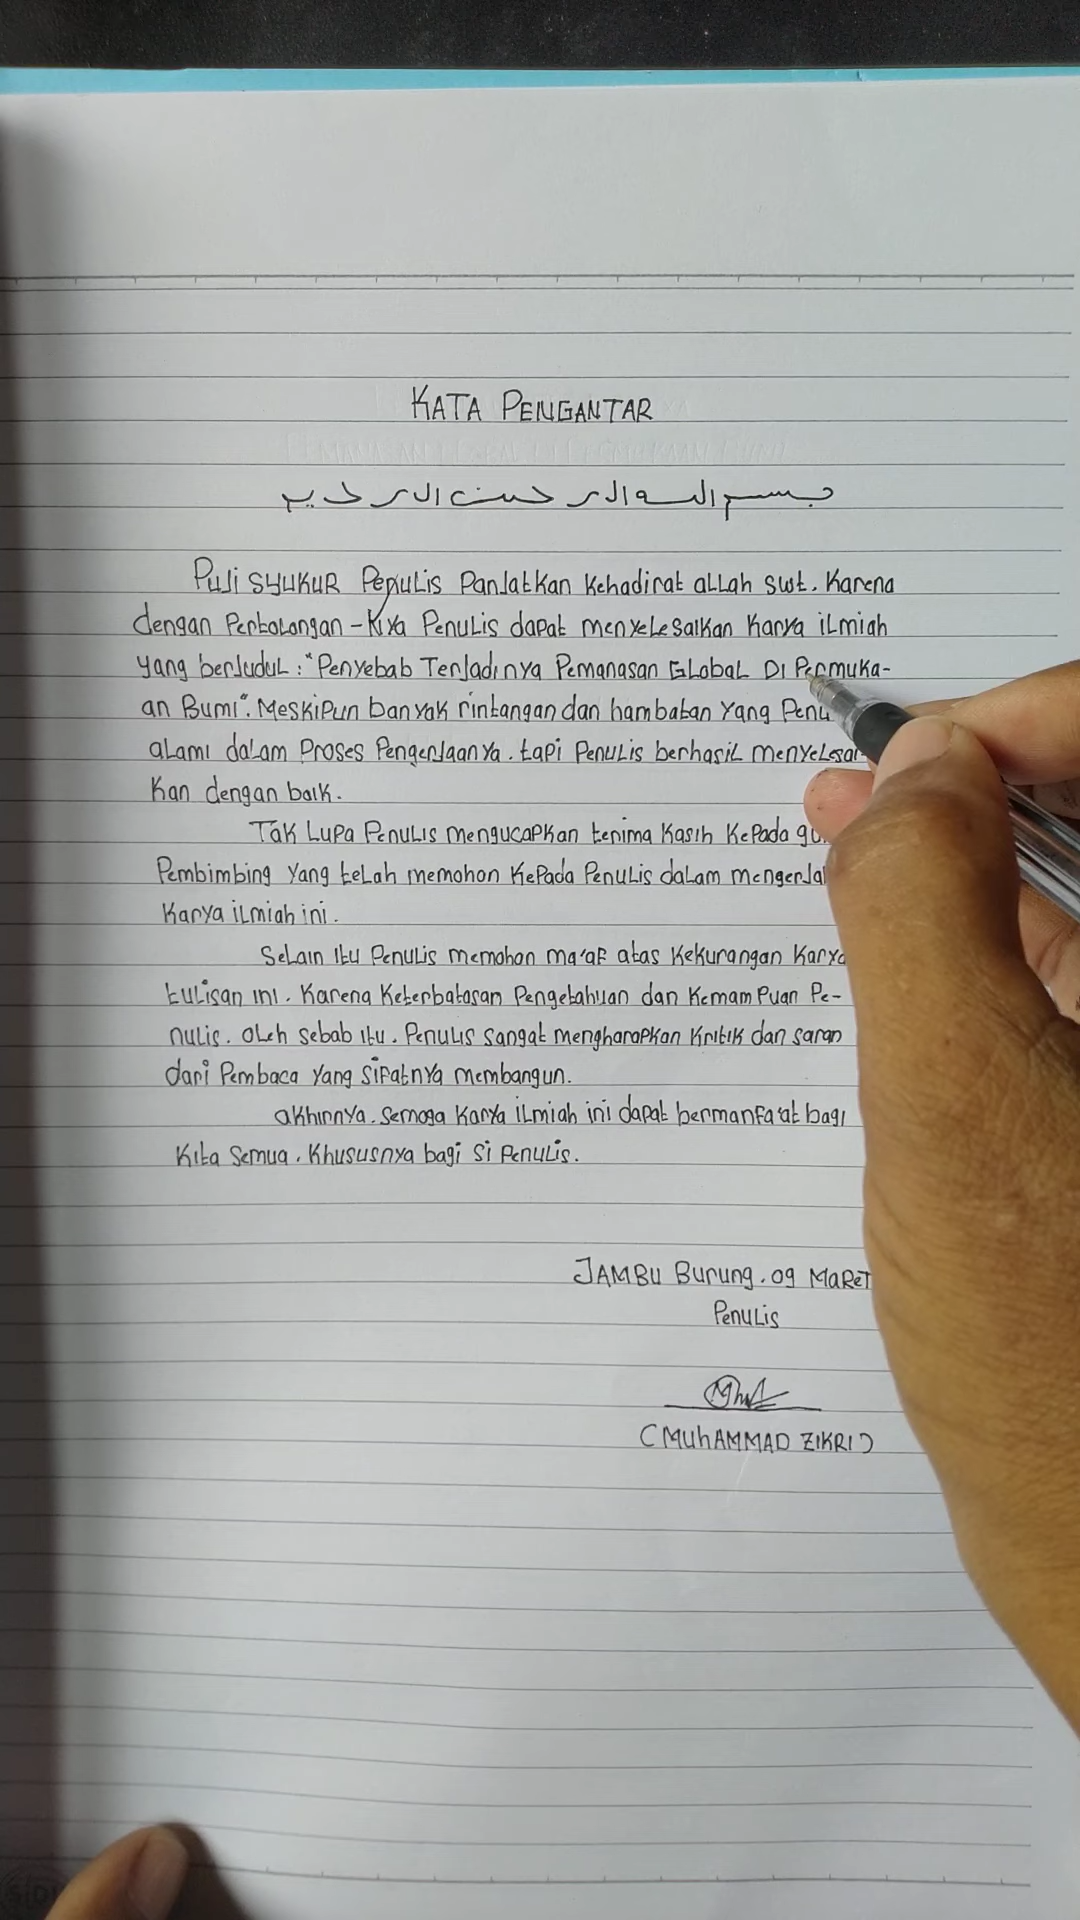 KATA PENGANTAR
بسم الله الرحمن الرحيم
Puji SYUKUR Penulis Panjatkan Kehadirat allah swt. Karena
dengan Pertolongan-Nya Penulis dapat menyelesaikan Karya ilmiah
yang berjudul : "Penyebab Terjadinya Pemanasan Global Di Permuka-
an Bumi". Meskipun banyak rintangan dan hambatan yang
alami dalam Proses Pengerjaanya. tapi Penulis berhasil menyelesai-
Kan dengan baik.
Tak Lupa Penulis mengucapkan terima Kasih Kepada
Pembimbing yang telah memohon Kepada Penulis dalam
Karya ilmiah ini.
Selain itu Penulis memohon ma'af atas Kekurangan Karya
tulisan ini. Karena Keterbatasan Pengetahuan dan Kemampuan Pe-
nulis. Oleh sebab itu. Penulis sangat mengharapkan Kritik dan saran
dari Pembaca yang sifatnya membangun.
akhirnya. semoga Karya ilmiah ini dapat bermanfa'at bagi
Kita semua. Khususnya bagi si Penulis.
JAMBU Burung. 09 MaReT
Penulis
(MuhAMMAD ZIKRI)